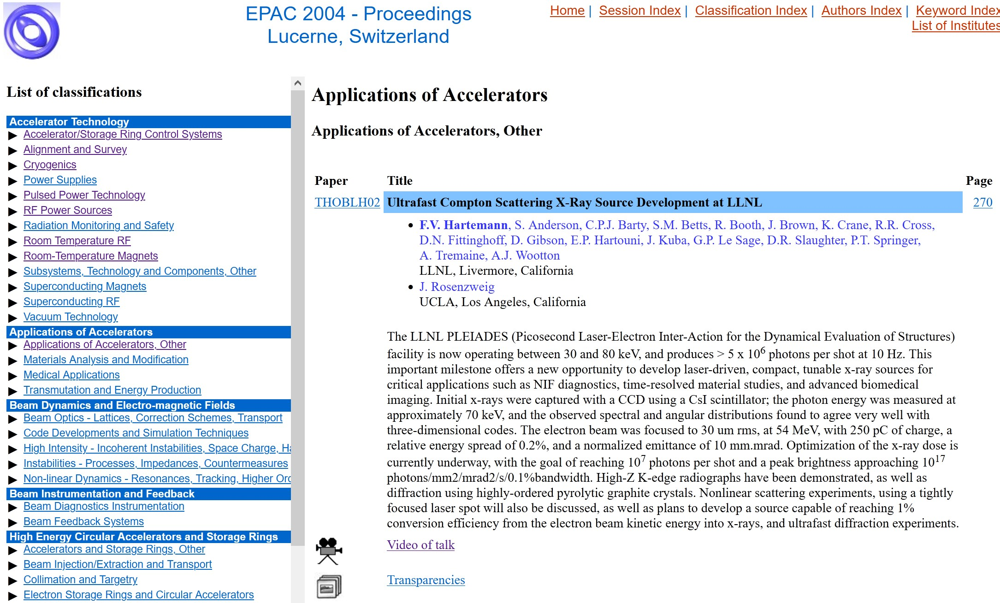 EPAC 2004 - Proceedings
Lucerne, Switzerland
Home | Session Index | Classification Index | Authors Index | Keyword Index
List of Institutes
List of classifications
Accelerator Technology
Accelerator/Storage Ring Control Systems
Alignment and Survey
Cryogenics
Power Supplies
Pulsed Power Technology
RF Power Sources
Radiation Monitoring and Safety
Room Temperature RF
Room-Temperature Magnets
Subsystems, Technology and Components, Other
Superconducting Magnets
Superconducting RF
Vacuum Technology
Applications of Accelerators
Applications of Accelerators, Other
Materials Analysis and Modification
Medical Applications
Transmutation and Energy Production
Beam Dynamics and Electro-magnetic Fields
Beam Optics - Lattices, Correction Schemes, Transport
Code Developments and Simulation Techniques
High Intensity - Incoherent Instabilities, Space Charge, Ha
Instabilities - Processes, Impedances, Countermeasures
Non-linear Dynamics - Resonances, Tracking, Higher Orc
Beam Instrumentation and Feedback
Beam Diagnostics Instrumentation
Beam Feedback Systems
High Energy Circular Accelerators and Storage Rings
Accelerators and Storage Rings, Other
Beam Injection/Extraction and Transport
Collimation and Targetry
Electron Storage Rings and Circular Accelerators
Applications of Accelerators
Applications of Accelerators, Other
Paper Title Page
THOBLH02 Ultrafast Compton Scattering X-Ray Source Development at LLNL 270
• F.V. Hartemann, S. Anderson, C.P.J. Barty, S.M. Betts, R. Booth, J. Brown, K. Crane, R.R. Cross,
D.N. Fittinghoff, D. Gibson, E.P. Hartouni, J. Kuba, G.P. Le Sage, D.R. Slaughter, P.T. Springer,
A. Tremaine, A.J. Wootton
LLNL, Livermore, California
• J. Rosenzweig
UCLA, Los Angeles, California
The LLNL PLEIADES (Picosecond Laser-Electron Inter-Action for the Dynamical Evaluation of Structures)
facility is now operating between 30 and 80 keV, and produces > 5 x 10⁶ photons per shot at 10 Hz. This
important milestone offers a new opportunity to develop laser-driven, compact, tunable x-ray sources for
critical applications such as NIF diagnostics, time-resolved material studies, and advanced biomedical
imaging. Initial x-rays were captured with a CCD using a CsI scintillator; the photon energy was measured at
approximately 70 keV, and the observed spectral and angular distributions found to agree very well with
three-dimensional codes. The electron beam was focused to 30 um rms, at 54 MeV, with 250 pC of charge, a
relative energy spread of 0.2%, and a normalized emittance of 10 mm.mrad. Optimization of the x-ray dose is
currently underway, with the goal of reaching 10⁷ photons per shot and a peak brightness approaching 10¹⁷
photons/mm2/mrad2/s/0.1%bandwidth. High-Z K-edge radiographs have been demonstrated, as well as
diffraction using highly-ordered pyrolytic graphite crystals. Nonlinear scattering experiments, using a tightly
focused laser spot will also be discussed, as well as plans to develop a source capable of reaching 1%
conversion efficiency from the electron beam kinetic energy into x-rays, and ultrafast diffraction experiments.
Video of talk
Transparencies